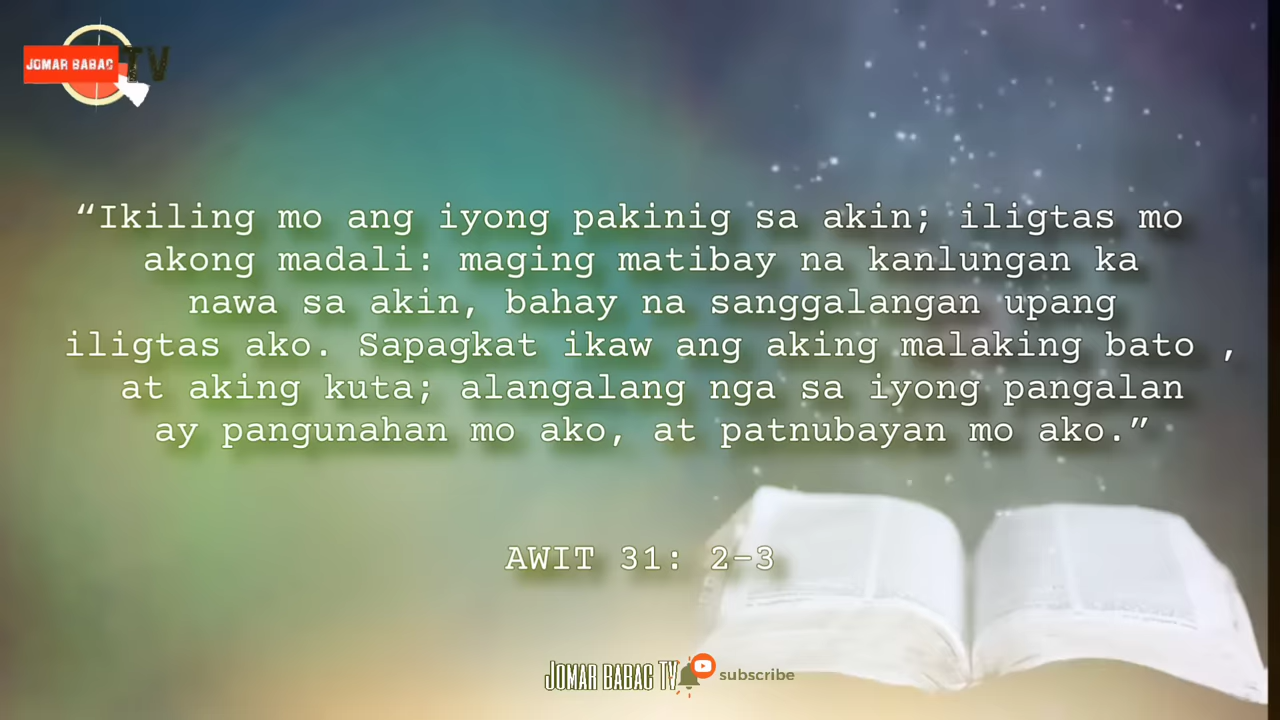 JOMAR BABAC TV
“Ikiling mo ang iyong pakinig sa akin; iligtas mo
akong madali: maging matibay na kanlungan ka
nawa sa akin, bahay na sanggalangan upang
iligtas ako. Sapagkat ikaw ang aking malaking bato ,
at aking kuta; alangalang nga sa iyong pangalan
ay pangunahan mo ako, at patnubayan mo ako.”
AWIT 31: 2-3
JOMAR BABAC TV subscribe